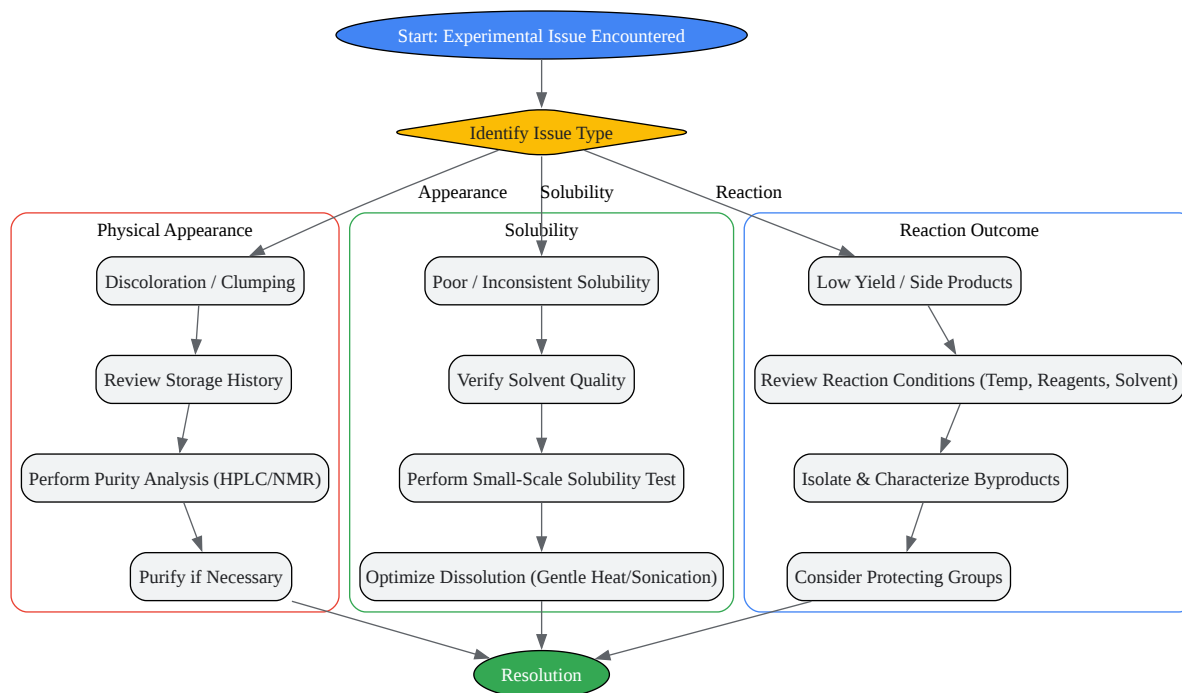 Start: Experimental Issue Encountered
Identify Issue Type
Appearance
Solubility
Reaction
Physical Appearance
Solubility
Reaction Outcome
Discoloration / Clumping
Poor / Inconsistent Solubility
Low Yield / Side Products
Review Storage History
Verify Solvent Quality
Review Reaction Conditions (Temp, Reagents, Solvent)
Perform Purity Analysis (HPLC/NMR)
Perform Small-Scale Solubility Test
Isolate & Characterize Byproducts
Purify if Necessary
Optimize Dissolution (Gentle Heat/Sonication)
Consider Protecting Groups
Resolution